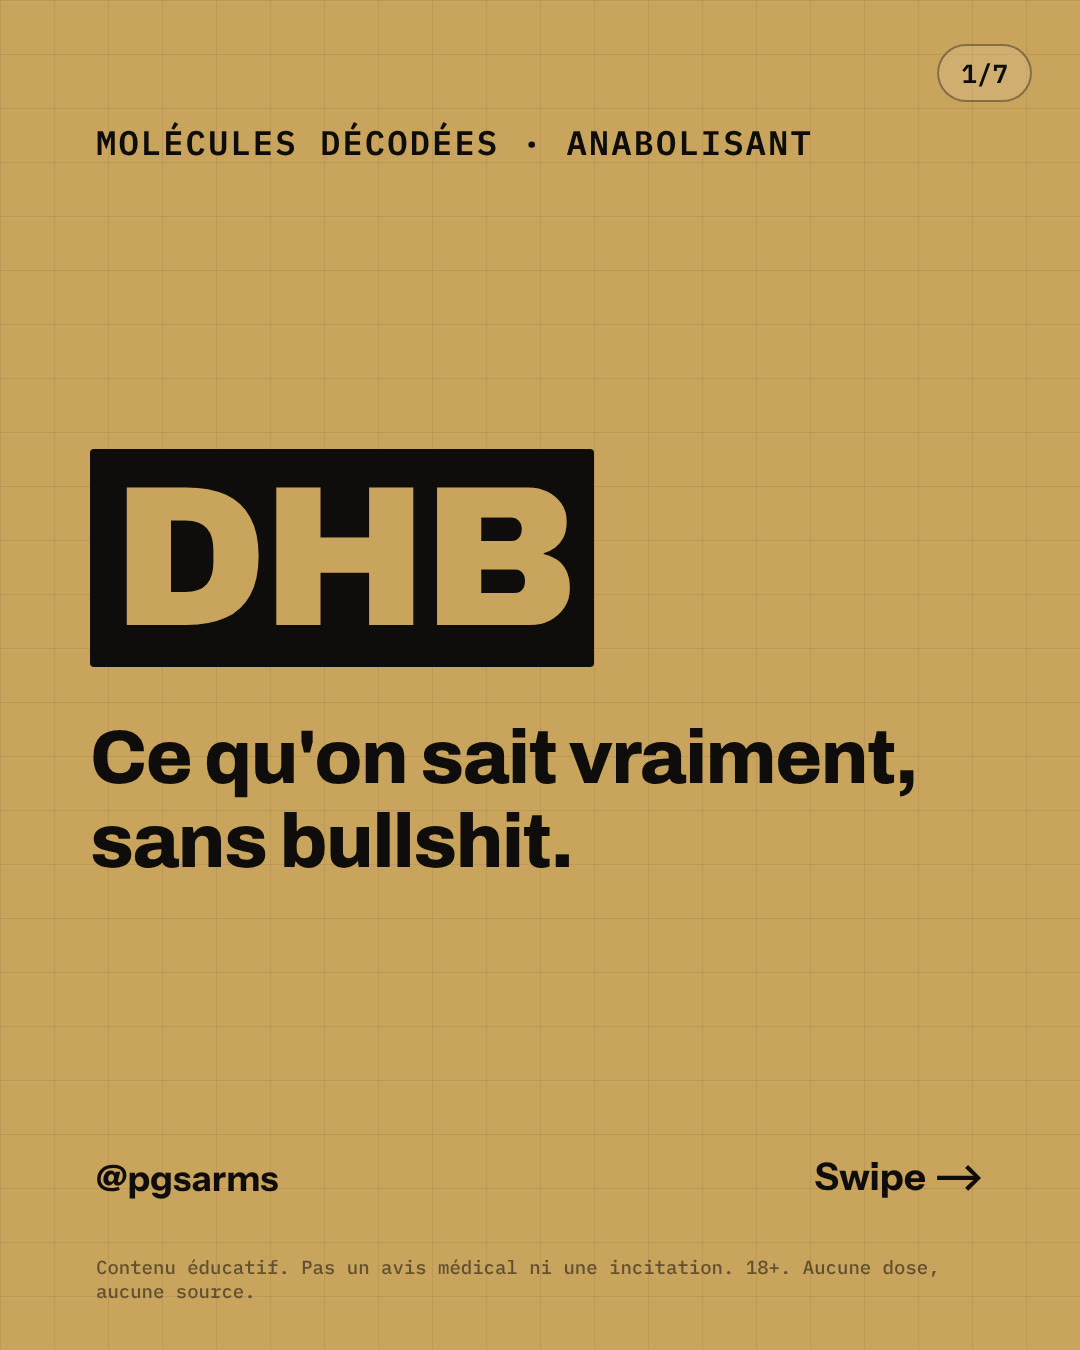 1/7
MOLÉCULES DÉCODÉES · ANABOLISANT
DHB
Ce qu'on sait vraiment,
sans bullshit.
@pgsarms
Swipe →
Contenu éducatif. Pas un avis médical ni une incitation. 18+. Aucune dose,
aucune source.